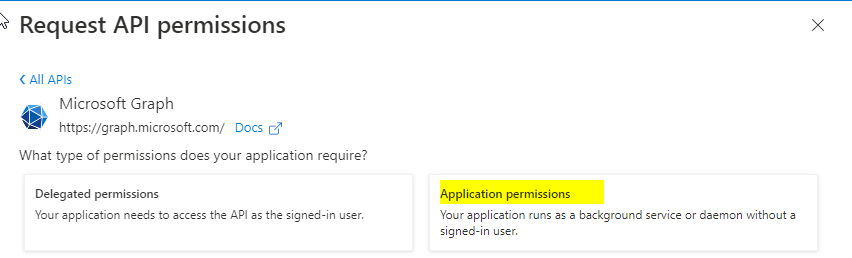 Request API permissions
All APIs
Microsoft Graph
https://graph.microsoft.com/ Docs
What type of permissions does your application require?
Delegated permissions
Your application needs to access the API as the signed-in user.
Application permissions
Your application runs as a background service or daemon without a
signed-in user.